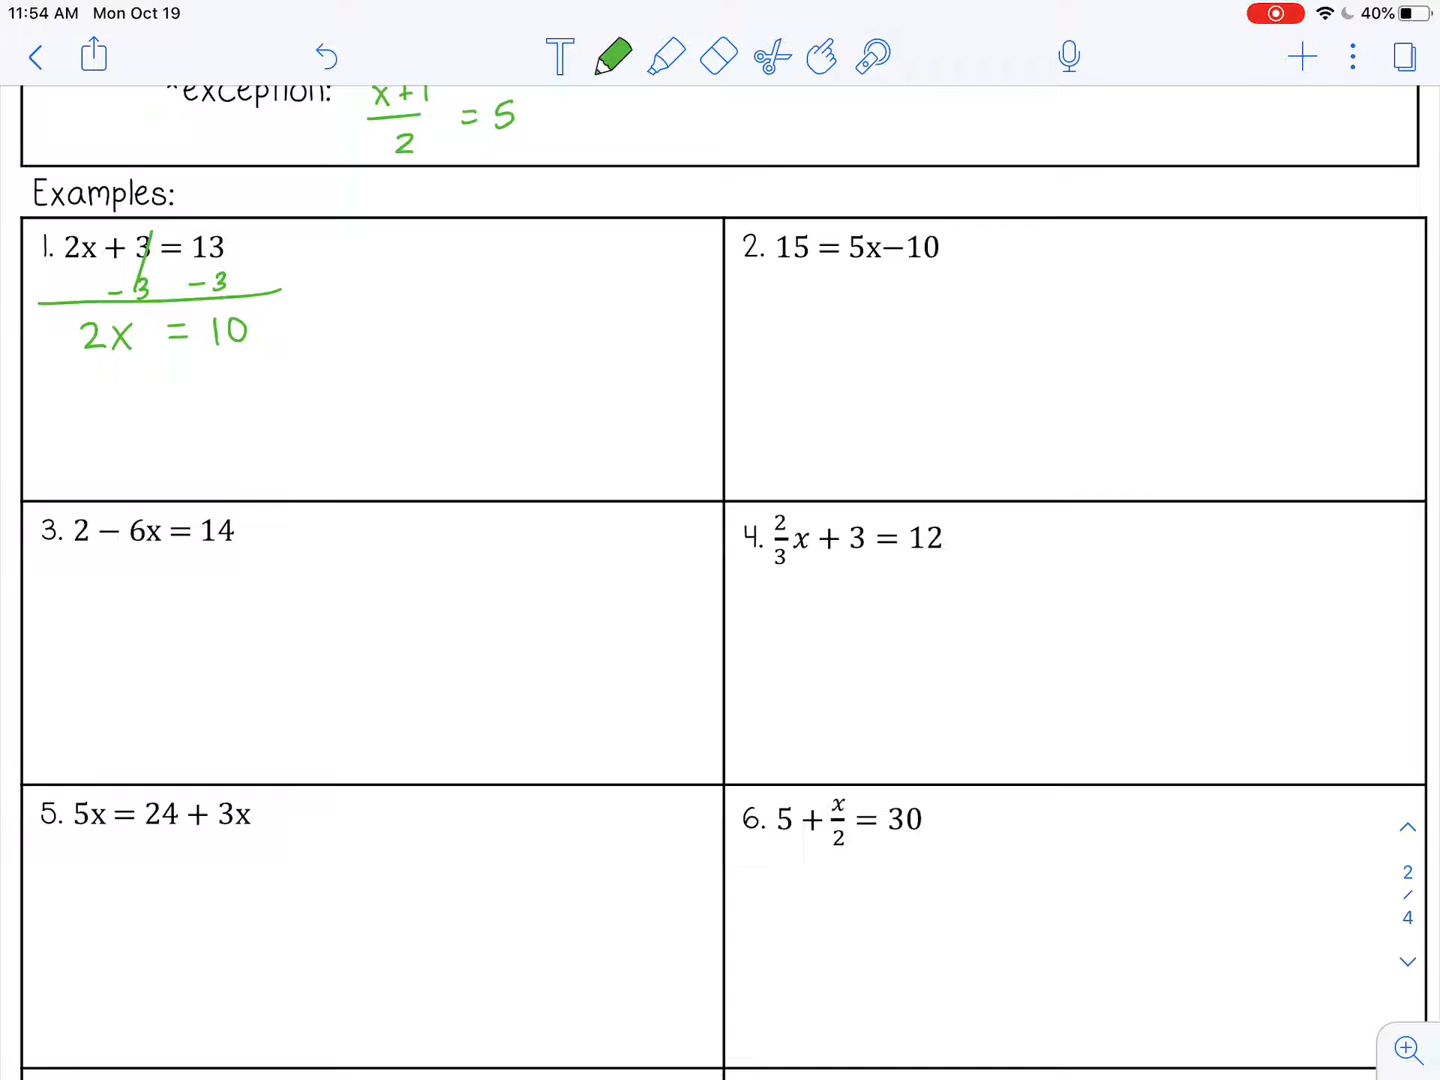 11:54 AM Mon Oct 19
40%
*exception: x+1/2 = 5
Examples:
1. 2x + 3 = 13
-3 -3
2x = 10
2. 15 = 5x−10
3. 2 − 6x = 14
4. 2/3 x + 3 = 12
5. 5x = 24 + 3x
6. 5 + x/2 = 30
2
/
4